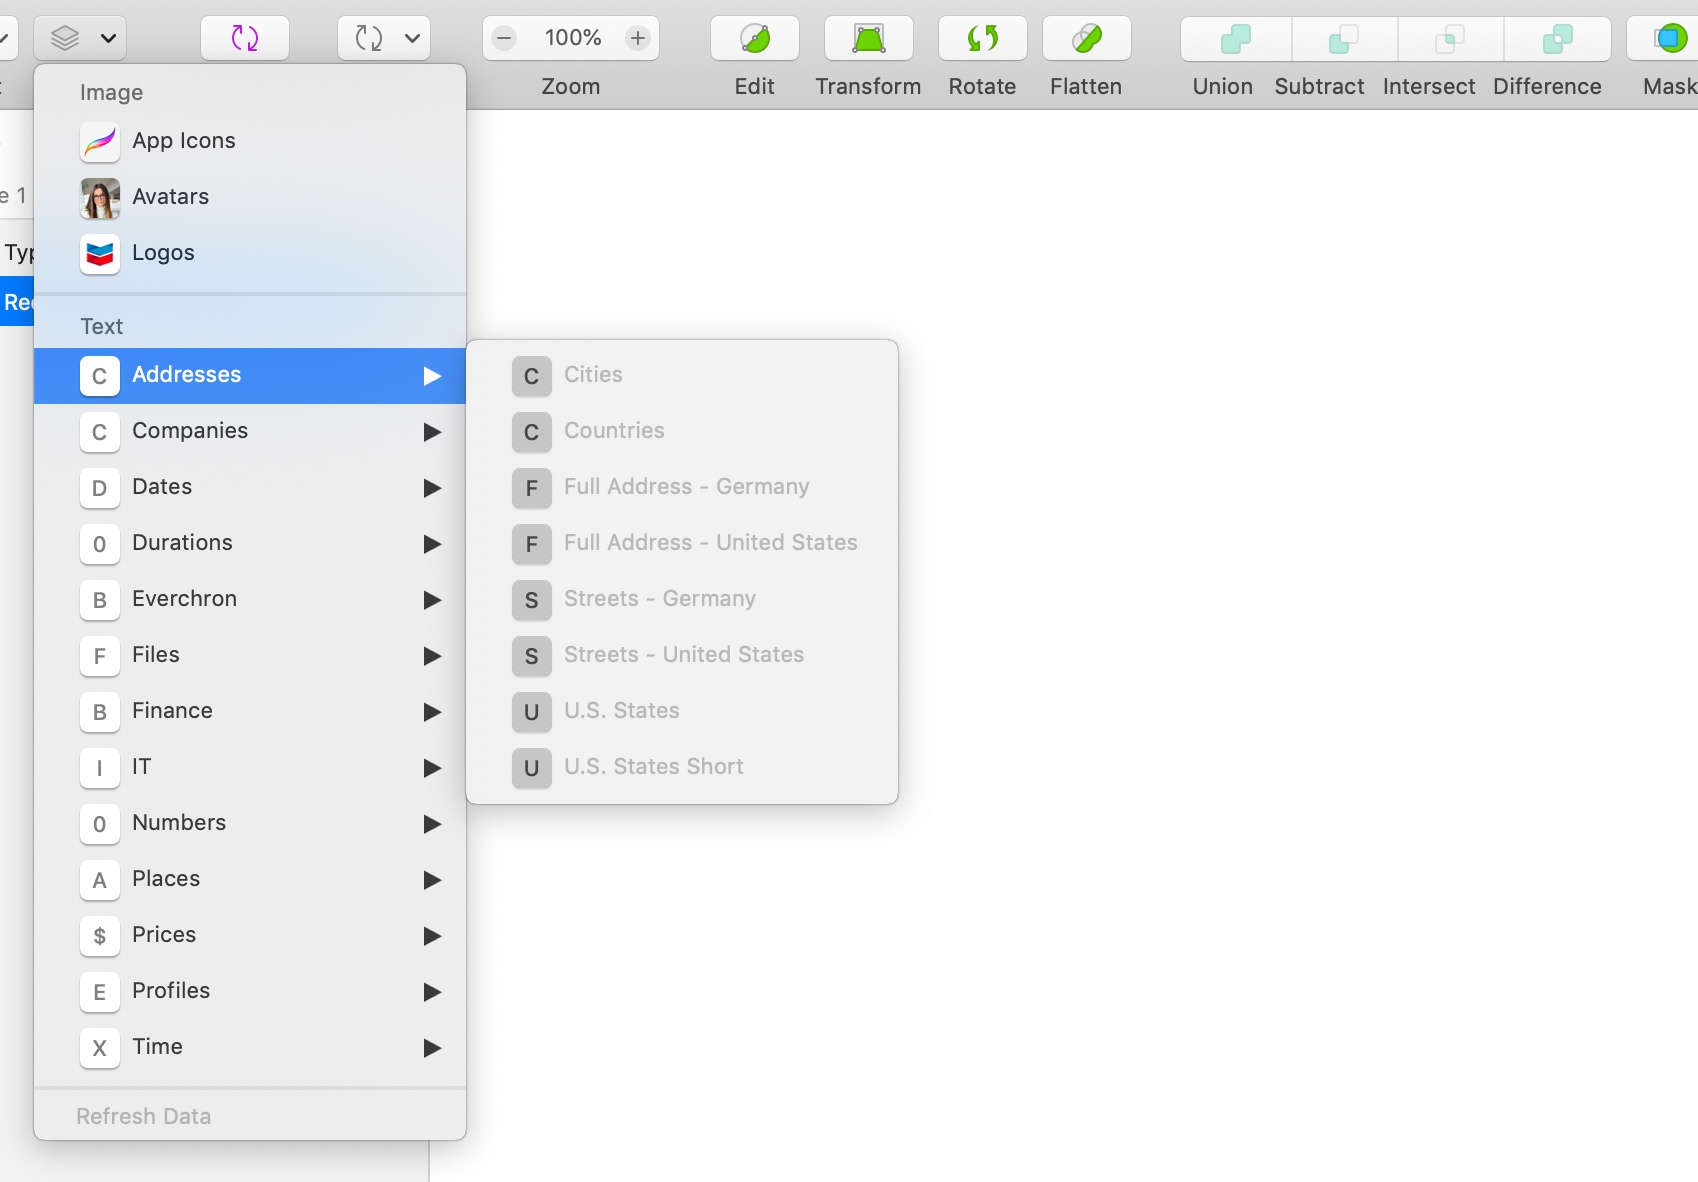 100%
Zoom
Edit
Transform
Rotate
Flatten
Union
Subtract
Intersect
Difference
Mask
Image
App Icons
Avatars
Logos
e 1
Typ
Rec
Text
C Addresses
C Companies
D Dates
0 Durations
B Everchron
F Files
B Finance
I IT
0 Numbers
A Places
$ Prices
E Profiles
X Time
Refresh Data
C Cities
C Countries
F Full Address - Germany
F Full Address - United States
S Streets - Germany
S Streets - United States
U U.S. States
U U.S. States Short